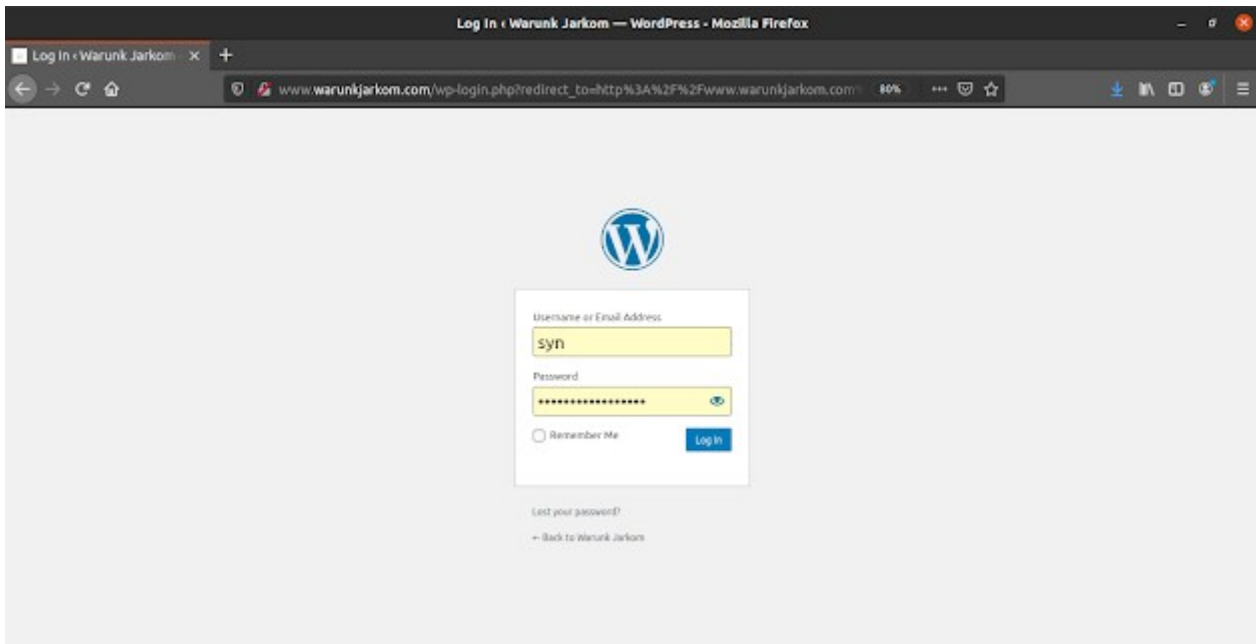 Log In ‹ Warunk Jarkom — WordPress - Mozilla Firefox
Log In ‹ Warunk Jarkom
www.warunkjarkom.com/wp-login.php?redirect_to=http%3A%2F%2Fwww.warunkjarkom.com
80%
Username or Email Address
syn
Password
•••••••••••••••••
Remember Me
Log In
Lost your password?
← Back to Warunk Jarkom